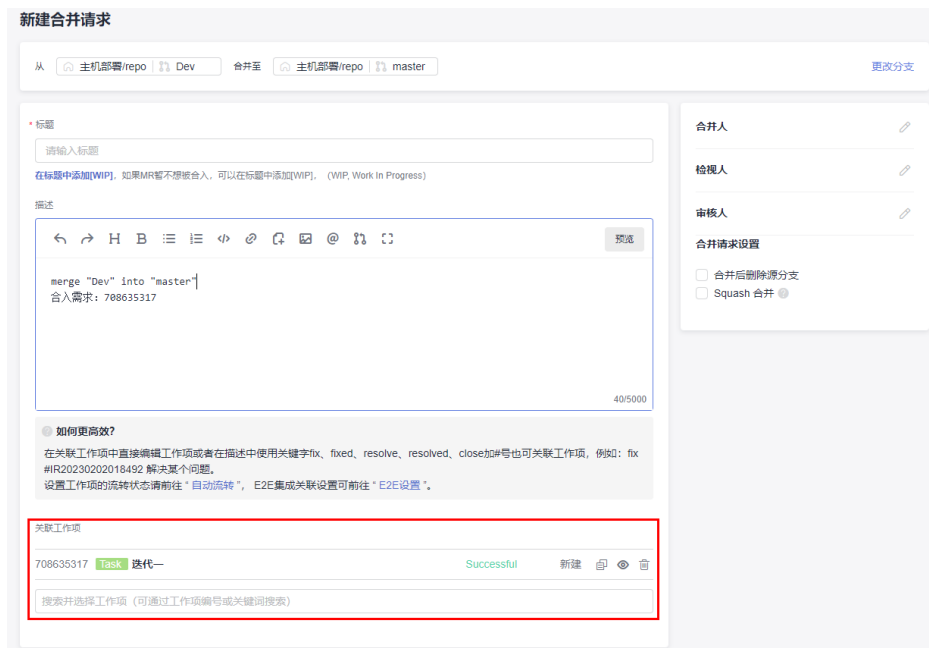 新建合并请求
从 主机部署/repo Dev 合并至 主机部署/repo master 更改分支
* 标题
请输入标题
在标题中添加[WIP]，如果MR暂不想被合入，可以在标题中添加[WIP]，（WIP, Work In Progress）
描述
预览
merge "Dev" into "master"
合入需求：708635317
40/5000
如何更高效?
在关联工作项中直接编辑工作项或者在描述中使用关键字fix、fixed、resolve、resolved、close加#号也可关联工作项，例如：fix
#IR20230202018492 解决某个问题。
设置工作项的流转状态请前往 “ 自动流转 ”， E2E集成关联设置可前往 “ E2E设置 ”。
关联工作项
708635317 Task 迭代一 Successful 新建
搜索并选择工作项（可通过工作项编号或关键词搜索）
合并人
检视人
审核人
合并请求设置
合并后删除源分支
Squash 合并